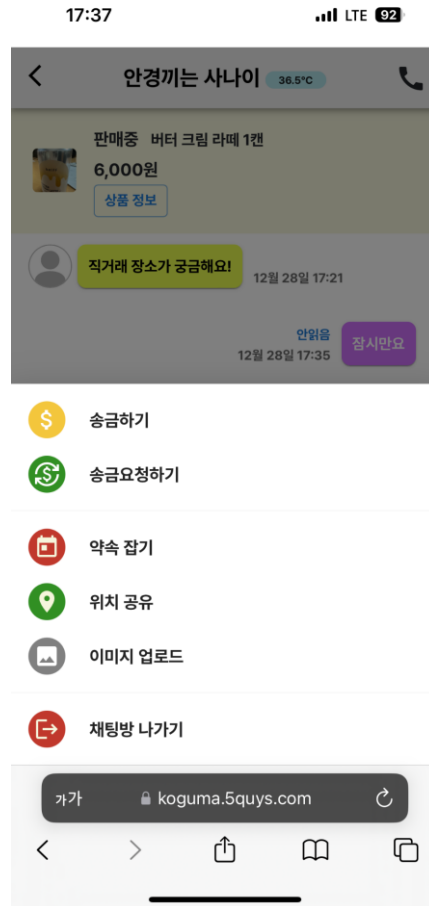 17:37 LTE 92
안경끼는 사나이 36.5°C
판매중 버터 크림 라떼 1캔
6,000원
상품 정보
직거래 장소가 궁금해요!
12월 28일 17:21
안읽음
12월 28일 17:35
잠시만요
송금하기
송금요청하기
약속 잡기
위치 공유
이미지 업로드
채팅방 나가기
가가 koguma.5quys.com